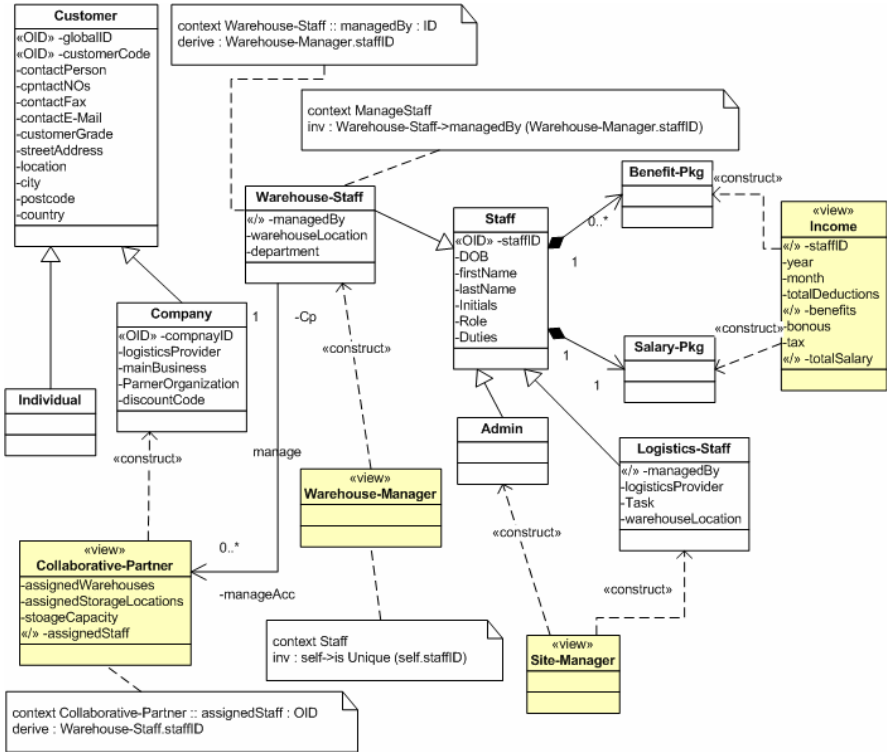 Customer
«OID» -globalID
«OID» -customerCode
-contactPerson
-cpntactNOs
-contactFax
-contactE-Mail
-customerGrade
-streetAddress
-location
-city
-postcode
-country
context Warehouse-Staff :: managedBy : ID
derive : Warehouse-Manager.staffID
context ManageStaff
inv : Warehouse-Staff->managedBy (Warehouse-Manager.staffID)
Warehouse-Staff
«/» -managedBy
-warehouseLocation
-department
Staff
«OID» -staffID
-DOB
-firstName
-lastName
-Initials
-Role
-Duties
Benefit-Pkg
0..*
1
«construct»
«view»
Income
«/» -staffID
-year
-month
-totalDeductions
«/» -benefits
-bonous
-tax
«/» -totalSalary
«construct»
Salary-Pkg
1
1
Company
«OID» -compnayID
-logisticsProvider
-mainBusiness
-ParnerOrganization
-discountCode
1
-Cp
«construct»
Individual
«construct»
manage
Admin
Logistics-Staff
«/» -managedBy
-logisticsProvider
-Task
-warehouseLocation
«view»
Warehouse-Manager
«construct»
«view»
Collaborative-Partner
-assignedWarehouses
-assignedStorageLocations
-stoageCapacity
«/» -assignedStaff
0..*
-manageAcc
«construct»
context Staff
inv : self->is Unique (self.staffID)
«view»
Site-Manager
context Collaborative-Partner :: assignedStaff : OID
derive : Warehouse-Staff.staffID